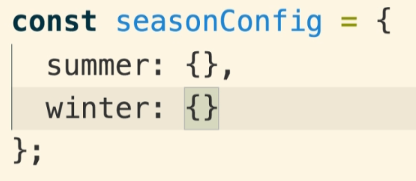 const seasonConfig = {
  summer: {},
  winter: {}
};